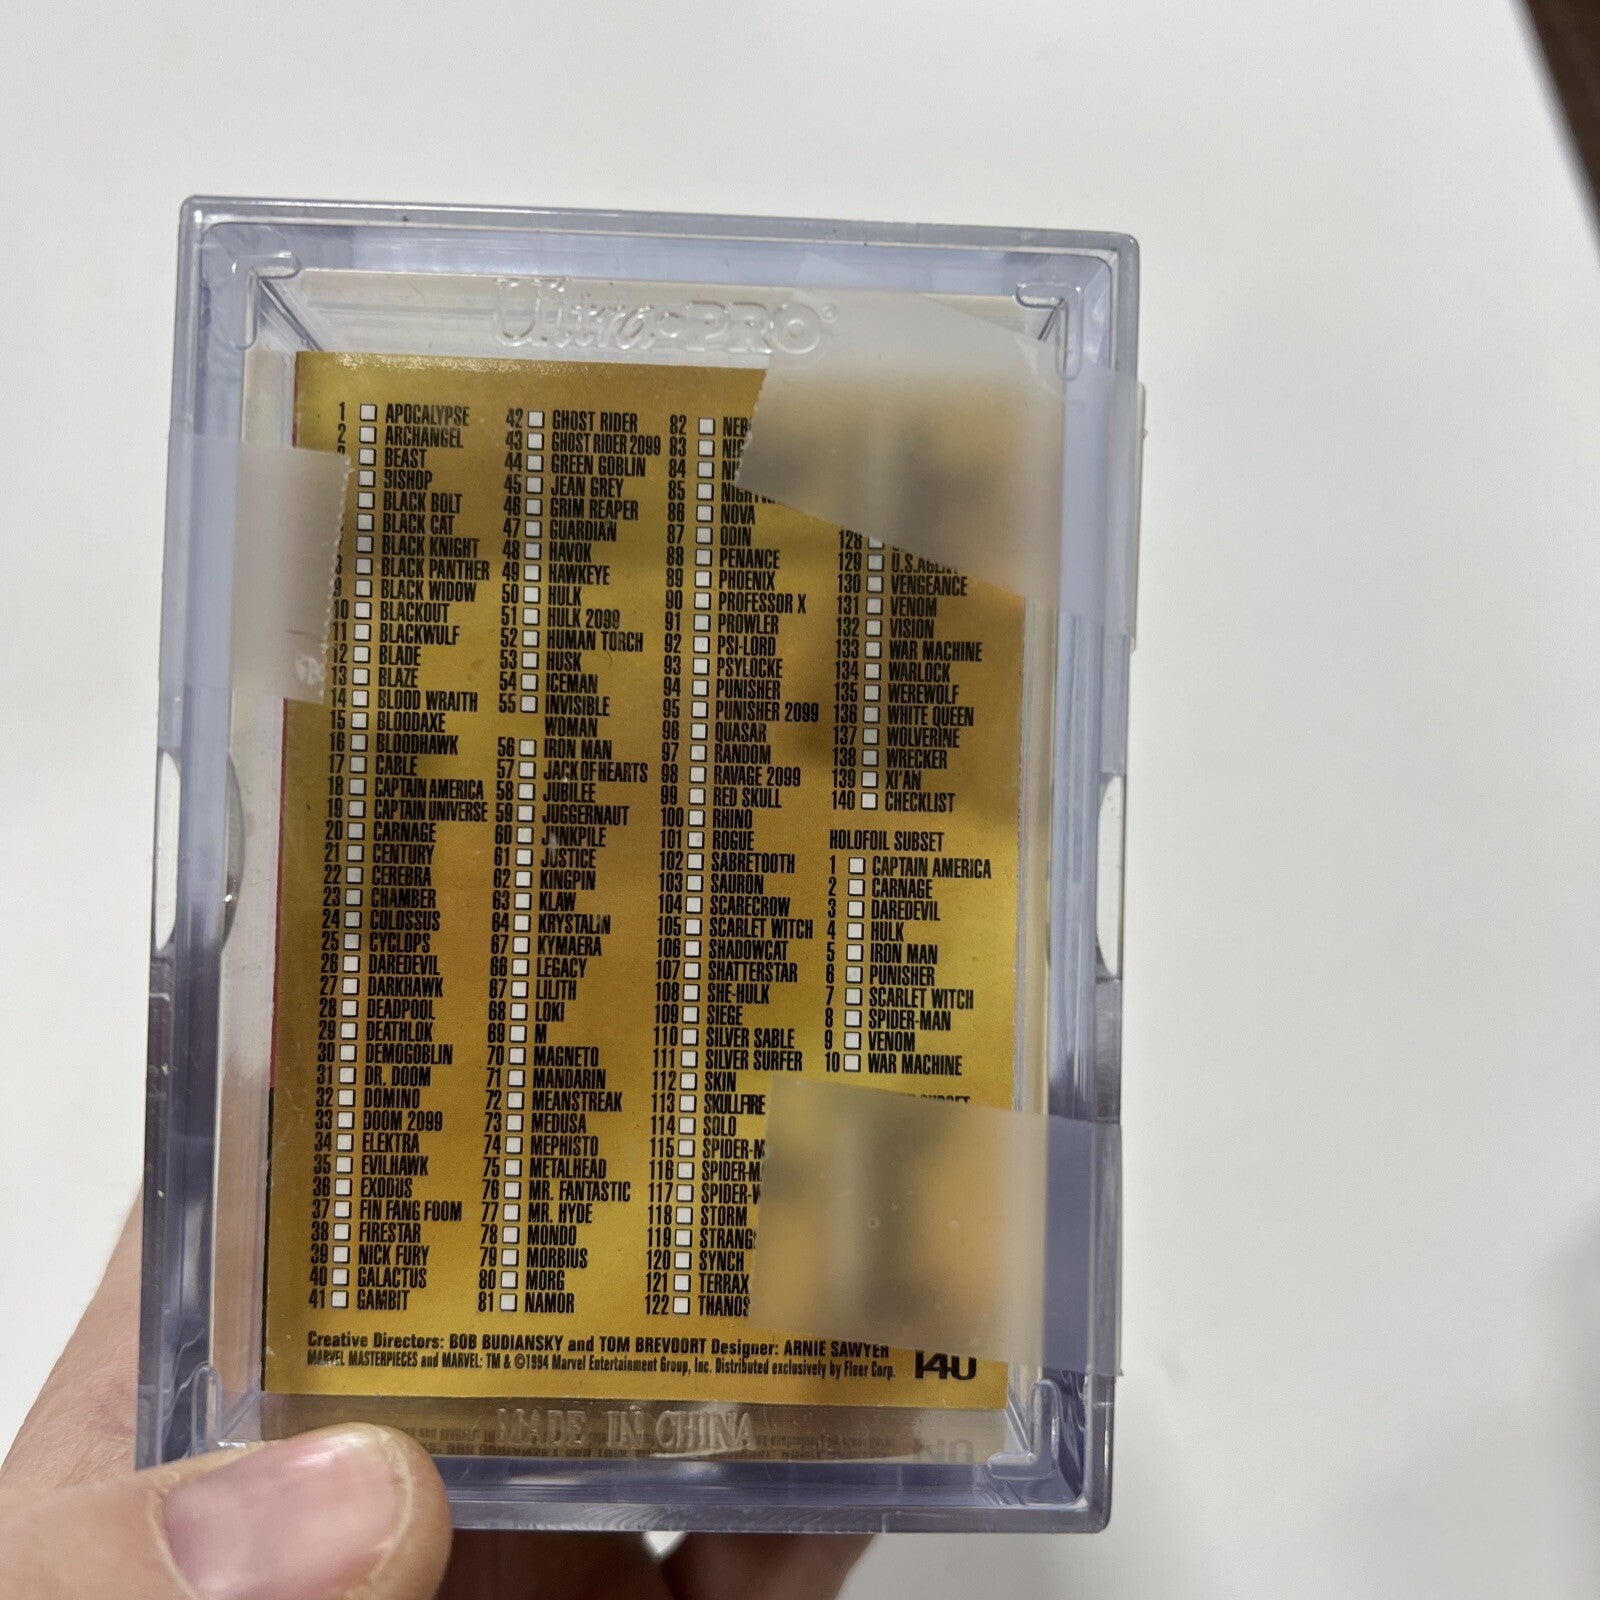 Ultra·PRO®
1 APOCALYPSE
2 ARCHANGEL
BEAST
BISHOP
BLACK BOLT
BLACK CAT
BLACK KNIGHT
BLACK PANTHER
9 BLACK WIDOW
10 BLACKOUT
11 BLACKWULF
12 BLADE
13 BLAZE
14 BLOOD WRAITH
15 BLOODAXE
16 BLOODHAWK
17 CABLE
18 CAPTAIN AMERICA
19 CAPTAIN UNIVERSE
20 CARNAGE
21 CENTURY
22 CEREBRA
23 CHAMBER
24 COLOSSUS
25 CYCLOPS
26 DAREDEVIL
27 DARKHAWK
28 DEADPOOL
29 DEATHLOK
30 DEMOGOBLIN
31 DR. DOOM
32 DOMINO
33 DOOM 2099
34 ELEKTRA
35 EVILHAWK
36 EXODUS
37 FIN FANG FOOM
38 FIRESTAR
39 NICK FURY
40 GALACTUS
41 GAMBIT
42 GHOST RIDER
43 GHOST RIDER 2099
44 GREEN GOBLIN
45 JEAN GREY
46 GRIM REAPER
47 GUARDIAN
48 HAVOK
49 HAWKEYE
50 HULK
51 HULK 2099
52 HUMAN TORCH
53 HUSK
54 ICEMAN
55 INVISIBLE
WOMAN
56 IRON MAN
57 JACK OF HEARTS
58 JUBILEE
59 JUGGERNAUT
60 JUNKPILE
61 JUSTICE
62 KINGPIN
63 KLAW
64 KRYSTALIN
67 KYMAERA
66 LEGACY
67 LILITH
68 LOKI
69 M
70 MAGNETO
71 MANDARIN
72 MEANSTREAK
73 MEDUSA
74 MEPHISTO
75 METALHEAD
76 MR. FANTASTIC
77 MR. HYDE
78 MONDO
79 MORBIUS
80 MORG
81 NAMOR
82 NEB
83
84
85
86 NOVA
87 ODIN
88 PENANCE
89 PHOENIX
90 PROFESSOR X
91 PROWLER
92 PSI-LORD
93 PSYLOCKE
94 PUNISHER
95 PUNISHER 2099
96 QUASAR
97 RANDOM
98 RAVAGE 2099
99 RED SKULL
100 RHINO
101 ROGUE
102 SABRETOOTH
103 SAURON
104 SCARECROW
105 SCARLET WITCH
106 SHADOWCAT
107 SHATTERSTAR
108 SHE-HULK
109 SIEGE
110 SILVER SABLE
111 SILVER SURFER
112 SKIN
113 SKULLFIRE
114 SOLO
115 SPIDER-
116 SPIDER-
117 SPIDER-
118 STORM
119 STRANG
120 SYNCH
121 TERRAX
122 THANOS
128
129 U.S.AGENT
130 VENGEANCE
131 VENOM
132 VISION
133 WAR MACHINE
134 WARLOCK
135 WEREWOLF
136 WHITE QUEEN
137 WOLVERINE
138 WRECKER
139 XI'AN
140 CHECKLIST
HOLOFOIL SUBSET
1 CAPTAIN AMERICA
2 CARNAGE
3 DAREDEVIL
4 HULK
5 IRON MAN
6 PUNISHER
7 SCARLET WITCH
8 SPIDER-MAN
9 VENOM
10 WAR MACHINE
SUBSET
Creative Directors: BOB BUDIANSKY and TOM BREVOORT Designer: ARNIE SAWYER
MARVEL MASTERPIECES and MARVEL: TM & ©1994 Marvel Entertainment Group, Inc. Distributed exclusively by Fleer Corp.
140
MADE IN CHINA